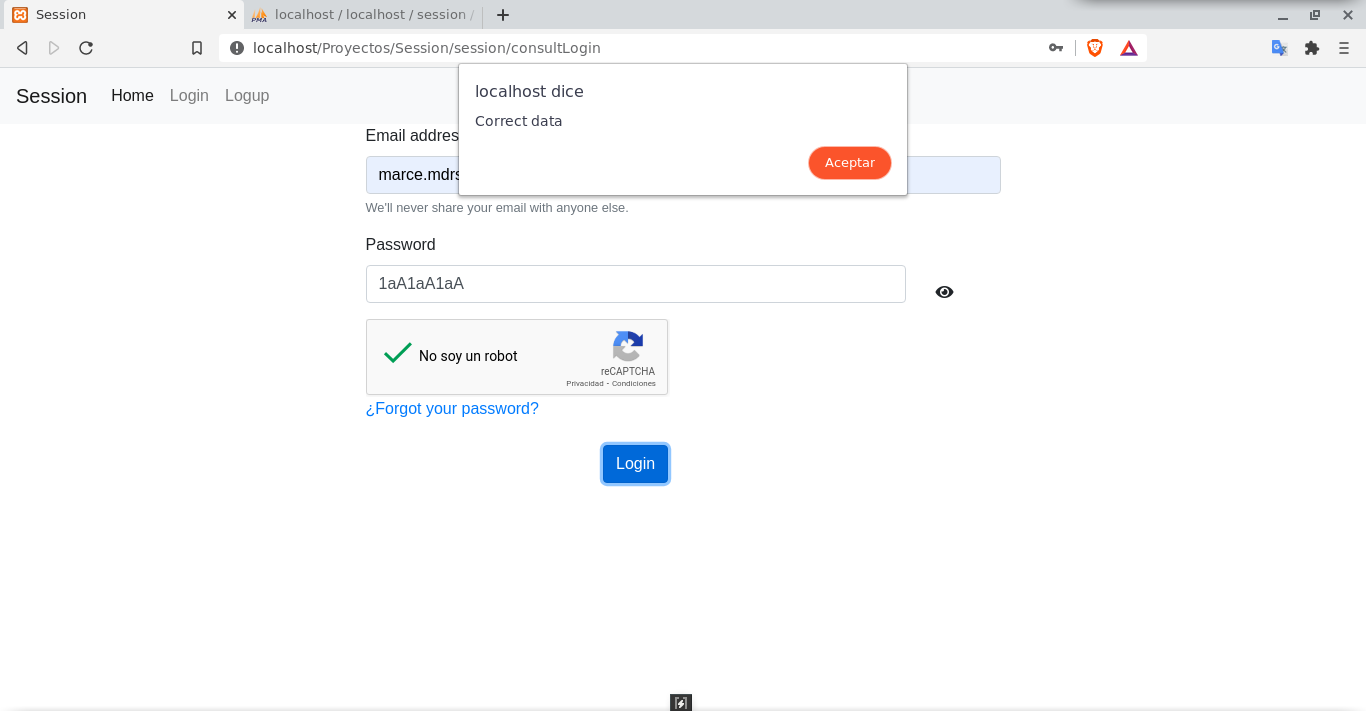 Session
localhost / localhost / session /
localhost/Proyectos/Session/session/consultLogin
Session Home Login Logup
localhost dice
Correct data
Aceptar
Email addres
marce.mdrs
We'll never share your email with anyone else.
Password
1aA1aA1aA
No soy un robot
reCAPTCHA
Privacidad - Condiciones
¿Forgot your password?
Login